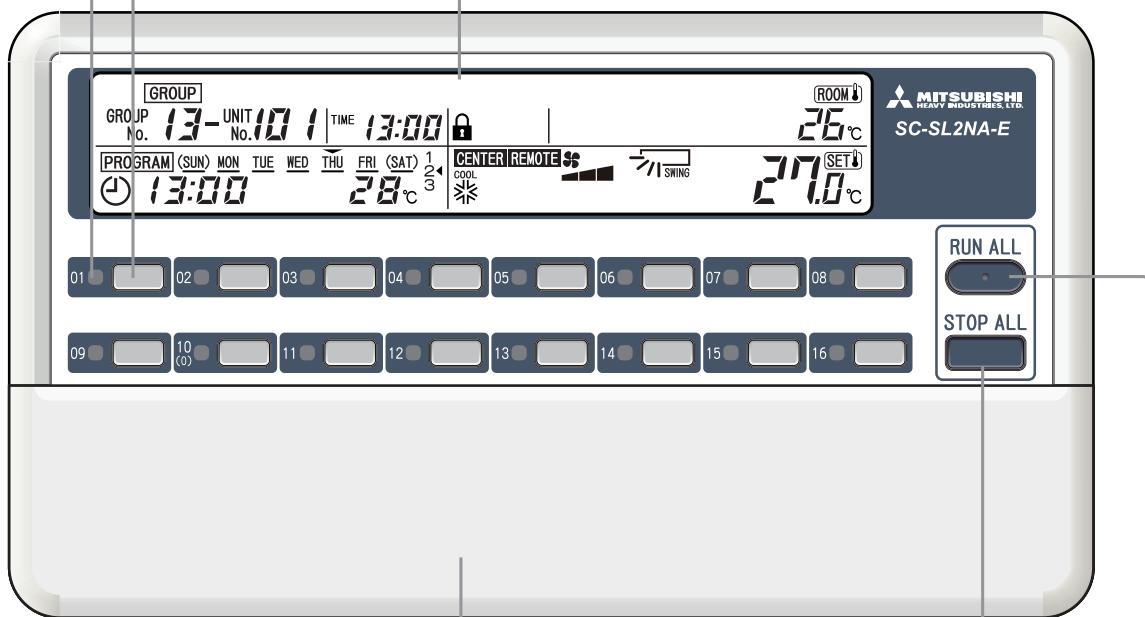 GROUP
GROUP No. 13-UNIT No. 101 TIME 13:00
ROOM 26℃
PROGRAM (SUN) MON TUE WED THU FRI (SAT) 1 2 3
13:00 28℃
CENTER REMOTE
COOL
SWING
SET 27.0℃
MITSUBISHI
HEAVY INDUSTRIES, LTD.
SC-SL2NA-E
01 02 03 04 05 06 07 08
RUN ALL
09 10 (0) 11 12 13 14 15 16
STOP ALL